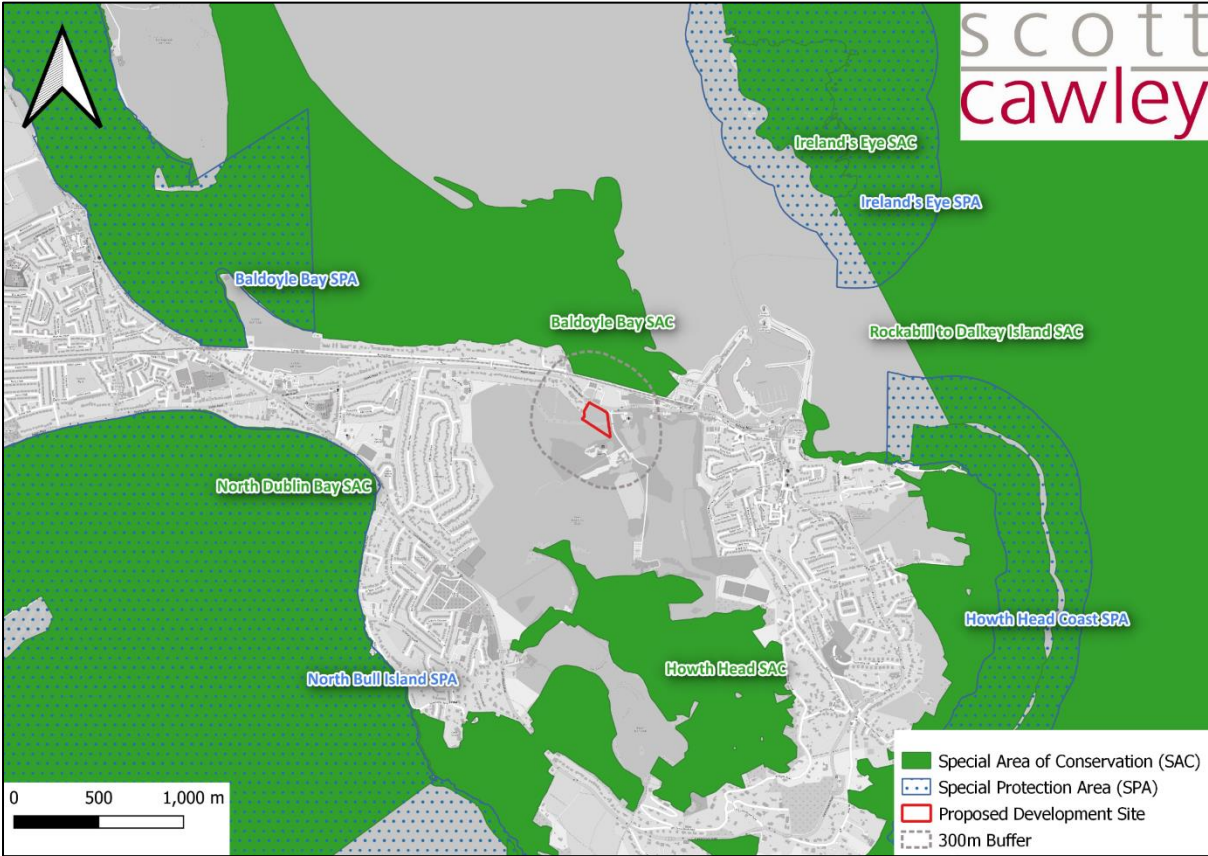 scott
cawley
Ireland's Eye SAC
Ireland's Eye SPA
Baldoyle Bay SPA
Baldoyle Bay SAC
Rockabill to Dalkey Island SAC
North Dublin Bay SAC
Howth Head Coast SPA
Howth Head SAC
North Bull Island SPA
Special Area of Conservation (SAC)
Special Protection Area (SPA)
Proposed Development Site
300m Buffer
0 500 1,000 m